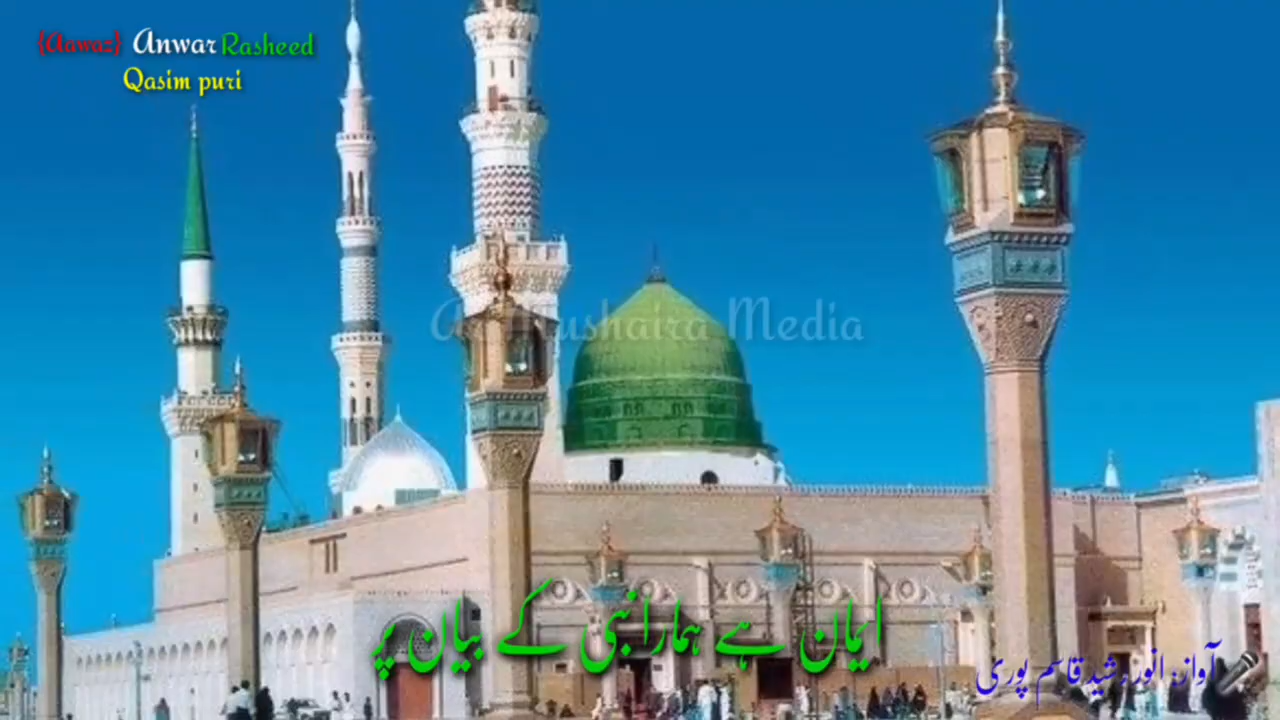 {Aawaz} Anwar Rasheed
Qasim puri
Al Mushaira Media
ایمان ہے ہمارا نبی کے بیان پر
آواز، انور رشید قاسم پوری